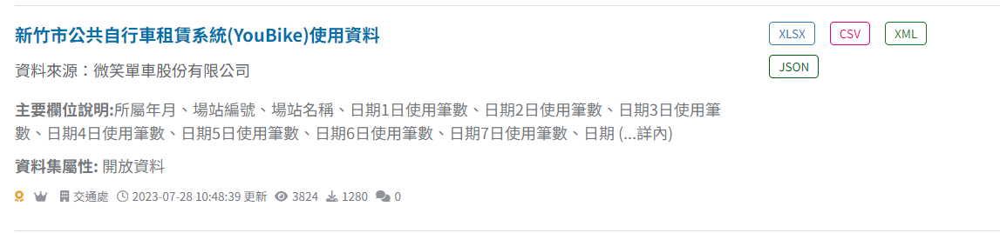 新竹市公共自行車租賃系統(YouBike)使用資料
XLSX CSV XML
JSON
資料來源：微笑單車股份有限公司
主要欄位說明:所屬年月、場站編號、場站名稱、日期1日使用筆數、日期2日使用筆數、日期3日使用筆
數、日期4日使用筆數、日期5日使用筆數、日期6日使用筆數、日期7日使用筆數、日期 (...詳內)
資料集屬性: 開放資料
交通處 2023-07-28 10:48:39 更新 3824 1280 0